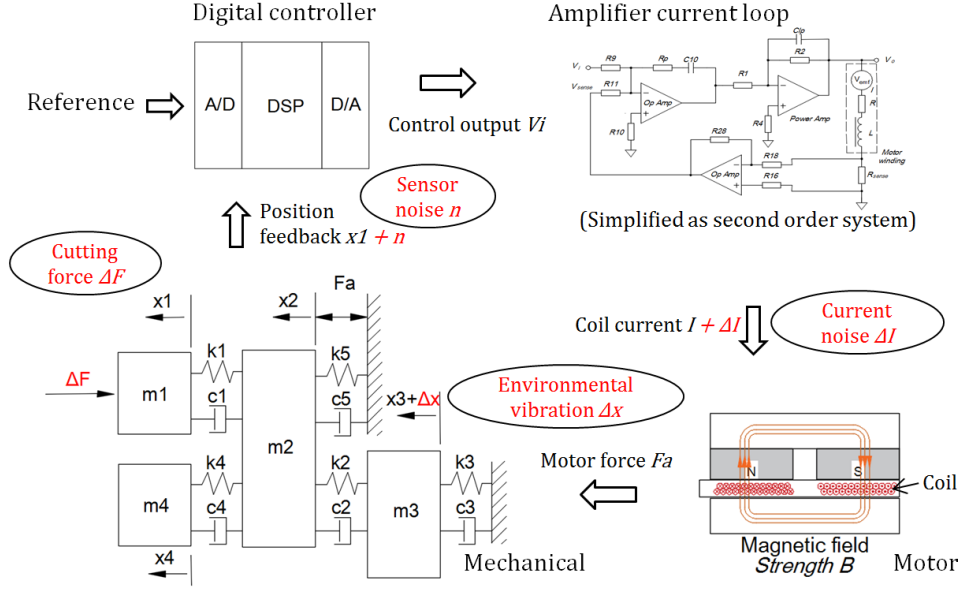 Digital controller
Amplifier current loop
Reference
A/D
DSP
D/A
Control output Vi
Clp
R2
Vi
R9
Rp
C10
R1
Vo
Vsense
R11
Op Amp
Power Amp
R10
R4
R
L
Motor
winding
R28
R18
R16
Op Amp
Rsense
(Simplified as second order system)
Sensor
noise n
Position
feedback x1 + n
Cutting
force ΔF
Fa
x1
x2
k1
k5
ΔF
m1
c1
c5
m2
x3+Δx
k4
k2
k3
m4
m3
c4
c2
c3
x4
Mechanical
Environmental
vibration Δx
Coil current I + ΔI
Current
noise ΔI
Motor force Fa
N
S
Coil
Magnetic field
Strength B
Motor